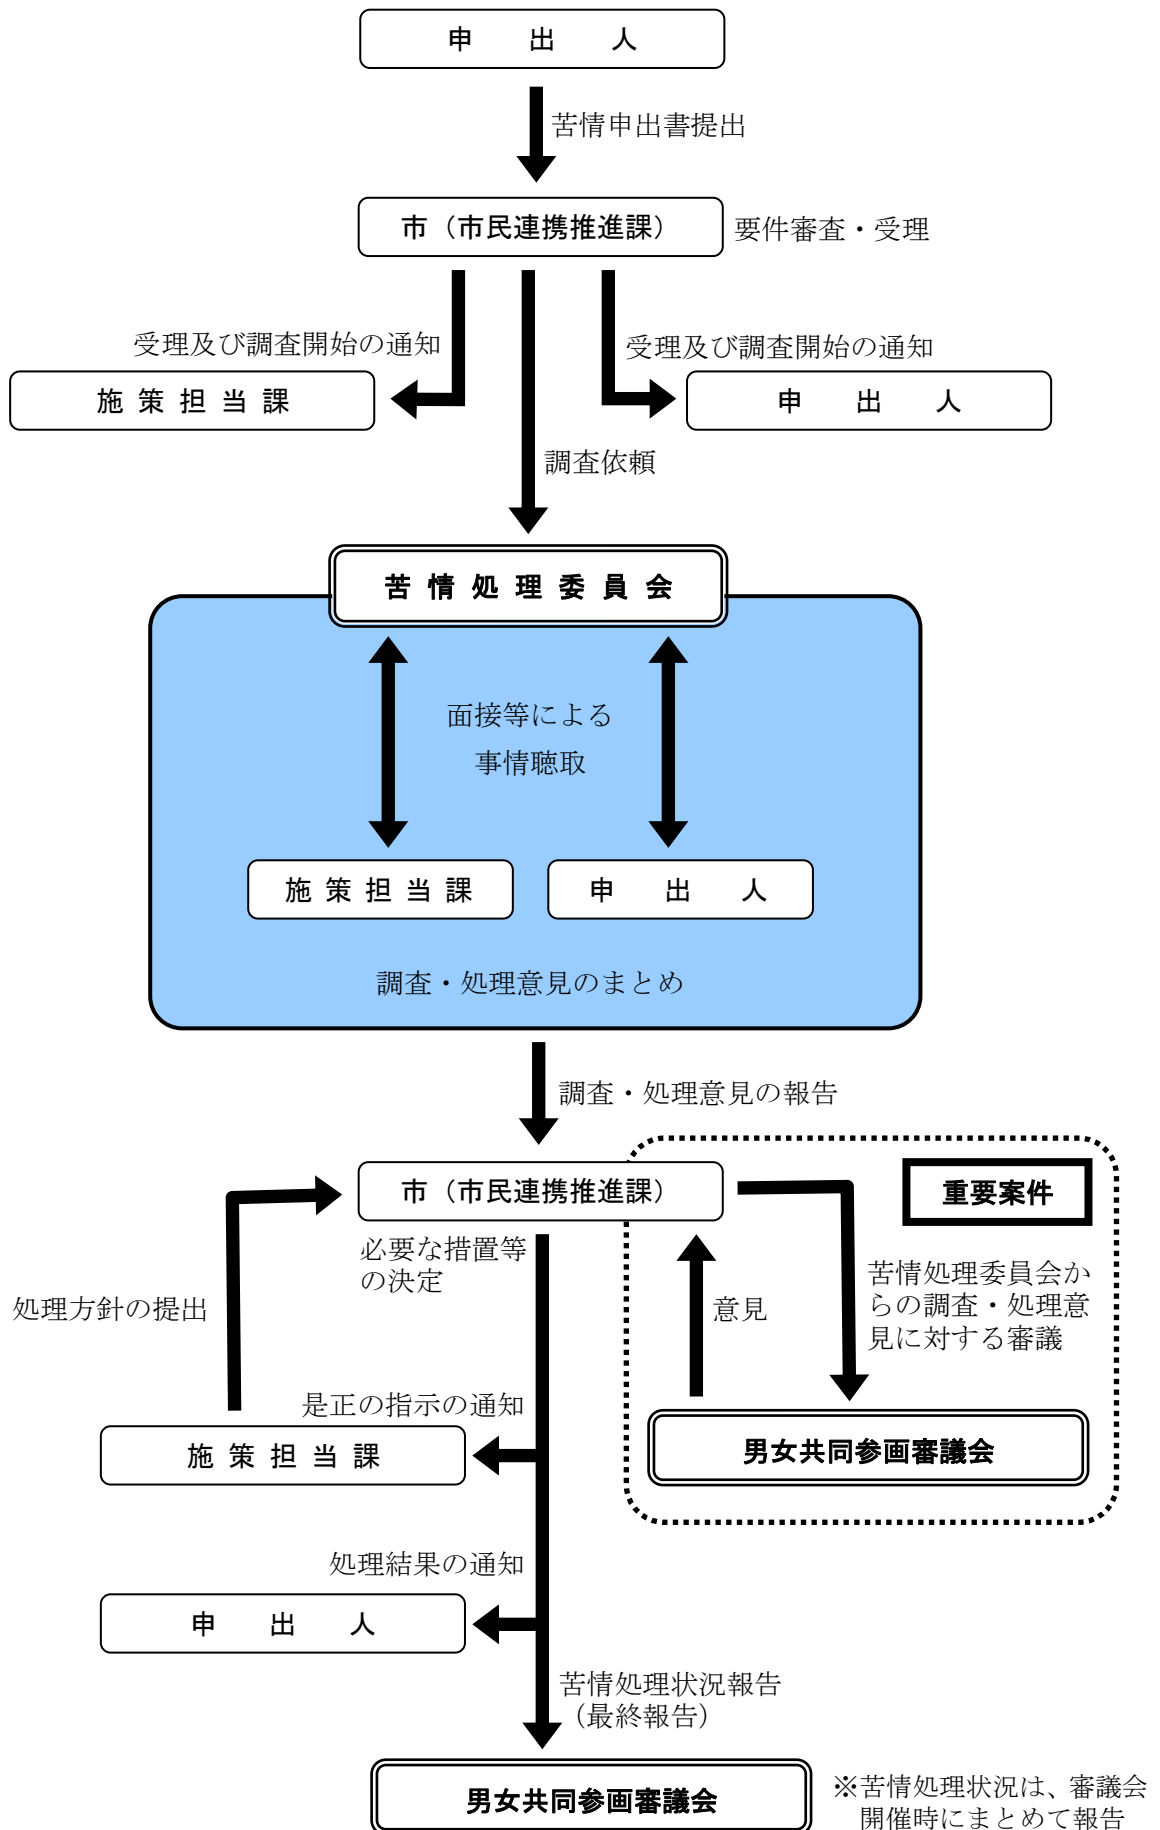 申　出　人
苦情申出書提出
市（市民連携推進課）
要件審査・受理
受理及び調査開始の通知
受理及び調査開始の通知
施策担当課
申　出　人
調査依頼
苦情処理委員会
面接等による
事情聴取
施策担当課
申　出　人
調査・処理意見のまとめ
調査・処理意見の報告
市（市民連携推進課）
重要案件
必要な措置等
の決定
苦情処理委員会か
らの調査・処理意
見に対する審議
処理方針の提出
意見
是正の指示の通知
施策担当課
男女共同参画審議会
処理結果の通知
申　出　人
苦情処理状況報告
（最終報告）
男女共同参画審議会
※苦情処理状況は、審議会
開催時にまとめて報告